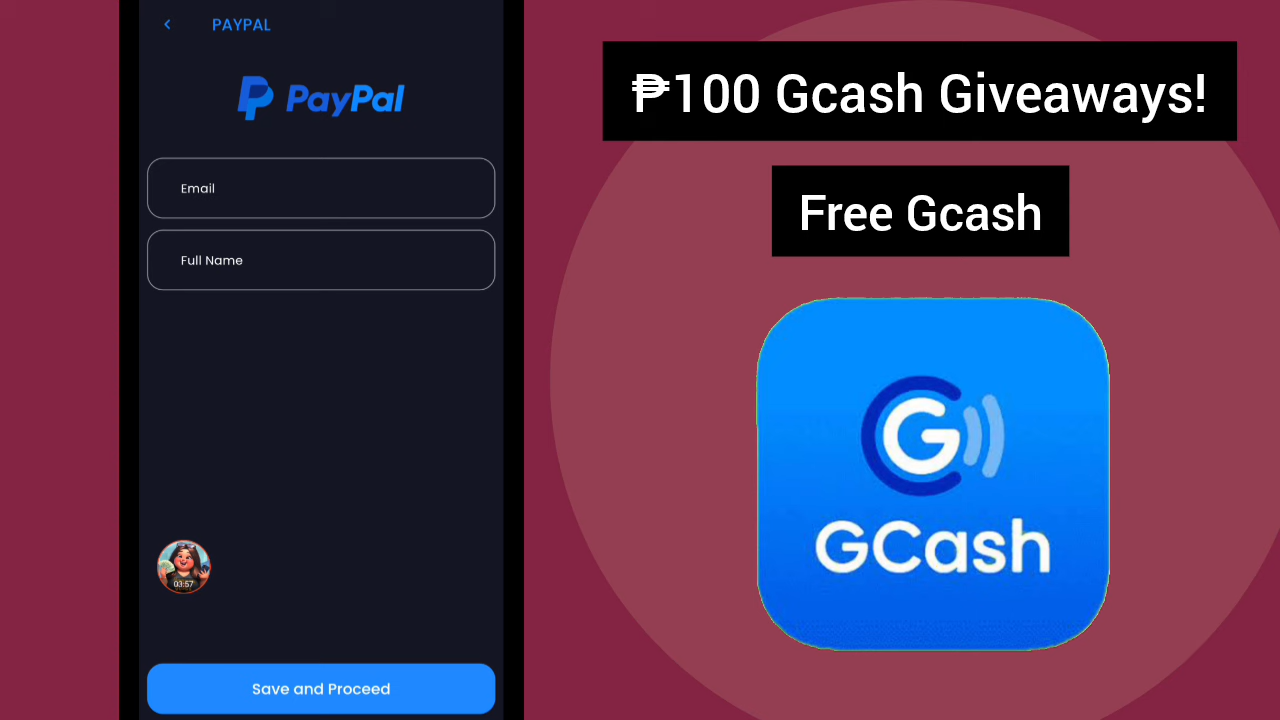 PAYPAL
PayPal
Email
Full Name
03:57
Save and Proceed
₱100 Gcash Giveaways!
Free Gcash
G
GCash